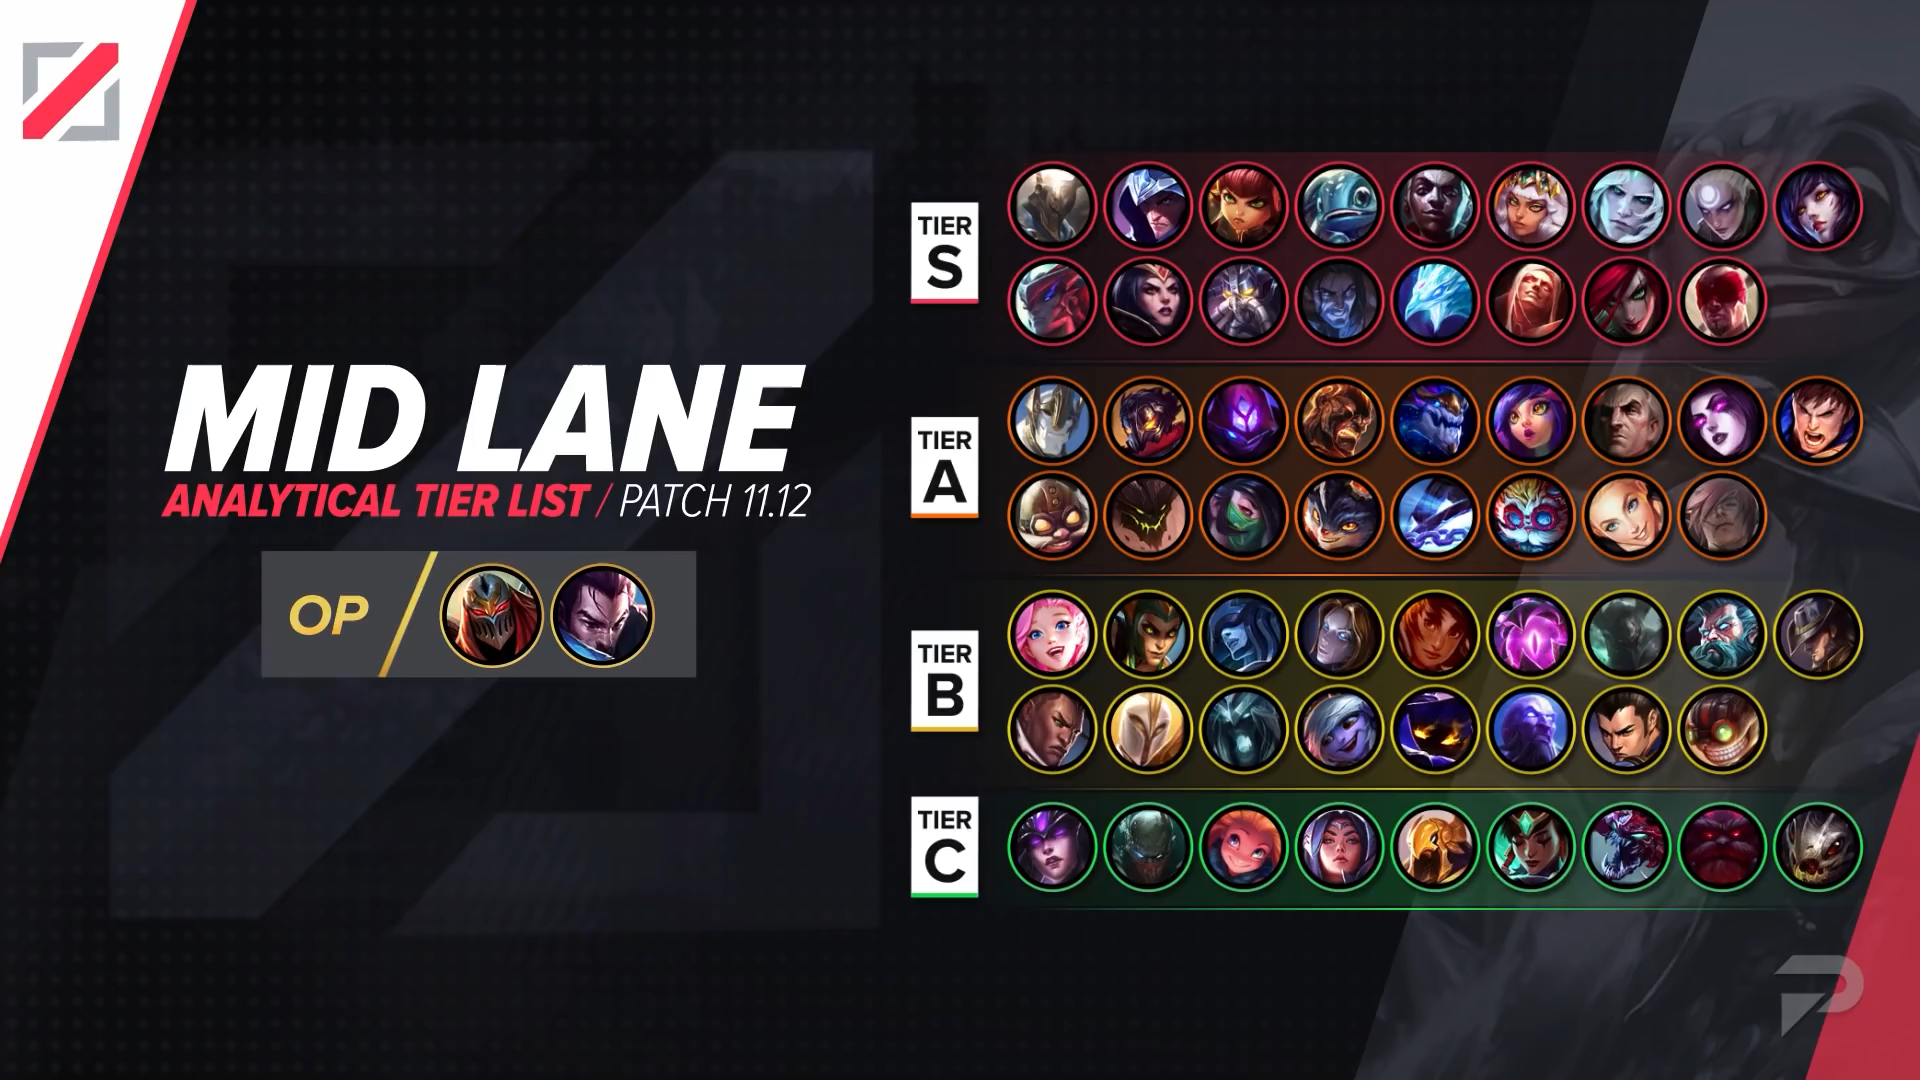 MID LANE
ANALYTICAL TIER LIST / PATCH 11.12
OP
TIER
S
TIER
A
TIER
B
TIER
C